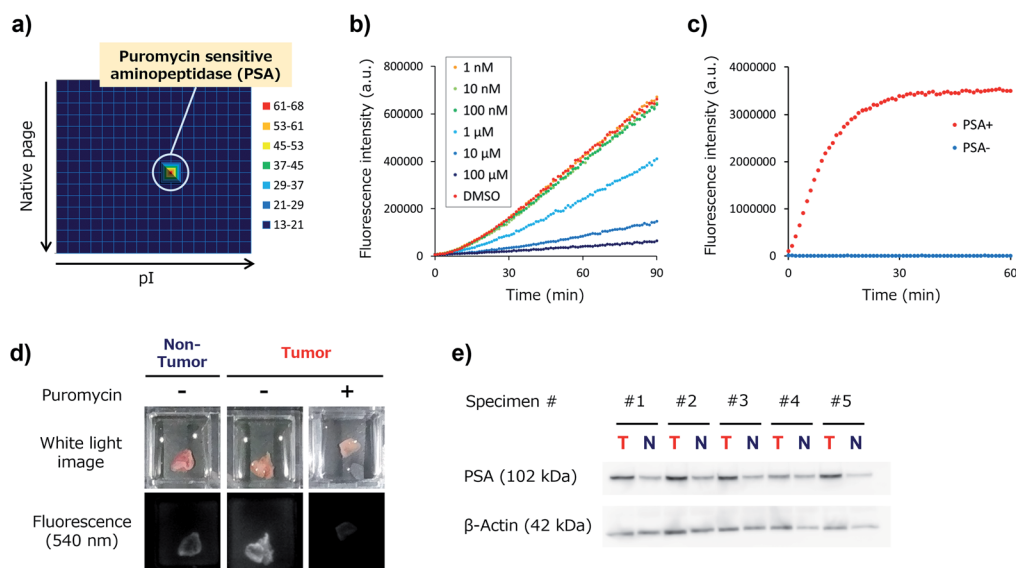 a)
Puromycin sensitive
aminopeptidase (PSA)
Native page
pI
61-68
53-61
45-53
37-45
29-37
21-29
13-21
b)
Fluorescence intensity (a.u.)
800000
600000
400000
200000
0
0
30
60
90
Time (min)
1 nM
10 nM
100 nM
1 μM
10 μM
100 μM
DMSO
c)
Fluorescence intensity (a.u.)
4000000
3000000
2000000
1000000
0
0
30
60
Time (min)
PSA+
PSA-
d)
Non-
Tumor
Tumor
Puromycin
-
-
+
White light
image
Fluorescence
(540 nm)
e)
Specimen #
#1
#2
#3
#4
#5
T N T N T N T N T N
PSA (102 kDa)
β-Actin (42 kDa)